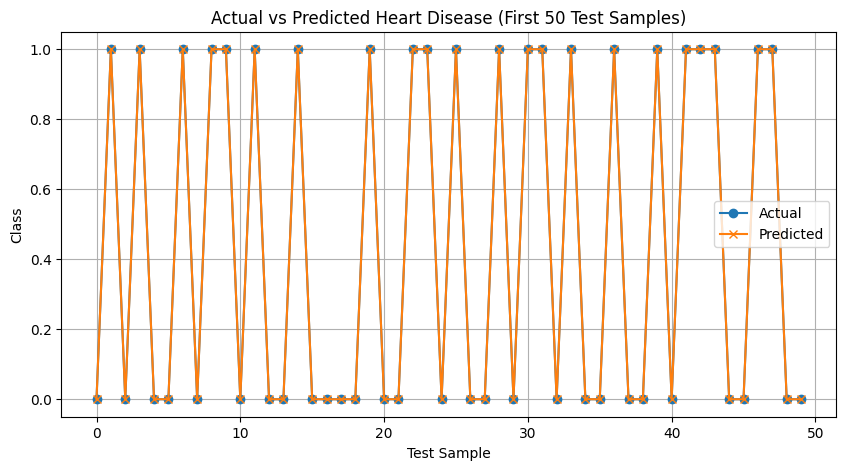 Actual vs Predicted Heart Disease (First 50 Test Samples)
1.0
0.8
0.6
0.4
0.2
0.0
Class
Actual
Predicted
0 10 20 30 40 50
Test Sample